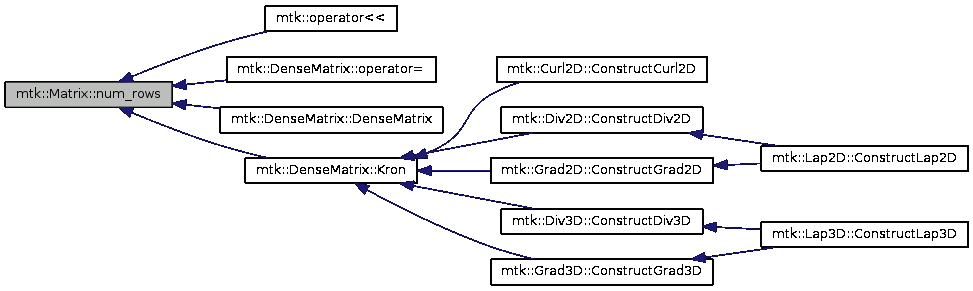 mtk::operator<<
mtk::DenseMatrix::operator=
mtk::Matrix::num_rows
mtk::DenseMatrix::DenseMatrix
mtk::DenseMatrix::Kron
mtk::Curl2D::ConstructCurl2D
mtk::Div2D::ConstructDiv2D
mtk::Grad2D::ConstructGrad2D
mtk::Div3D::ConstructDiv3D
mtk::Grad3D::ConstructGrad3D
mtk::Lap2D::ConstructLap2D
mtk::Lap3D::ConstructLap3D